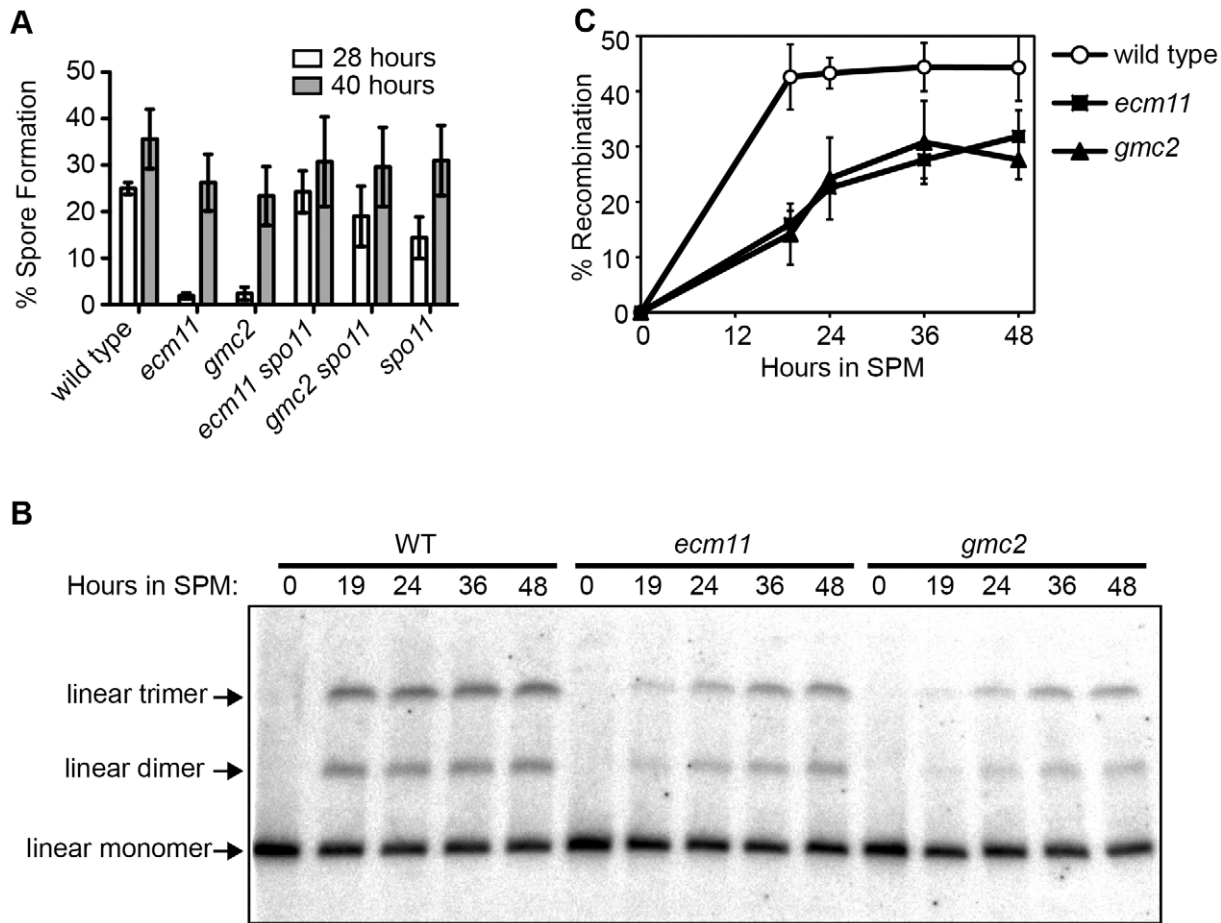 A
28 hours
40 hours
% Spore Formation
50
40
30
20
10
0
wild type
ecm11
gmc2
ecm11 spo11
gmc2 spo11
spo11
C
% Recombination
50
40
30
20
10
0
0 12 24 36 48
Hours in SPM
wild type
ecm11
gmc2
B
WT ecm11 gmc2
Hours in SPM: 0 19 24 36 48 0 19 24 36 48 0 19 24 36 48
linear trimer
linear dimer
linear monomer